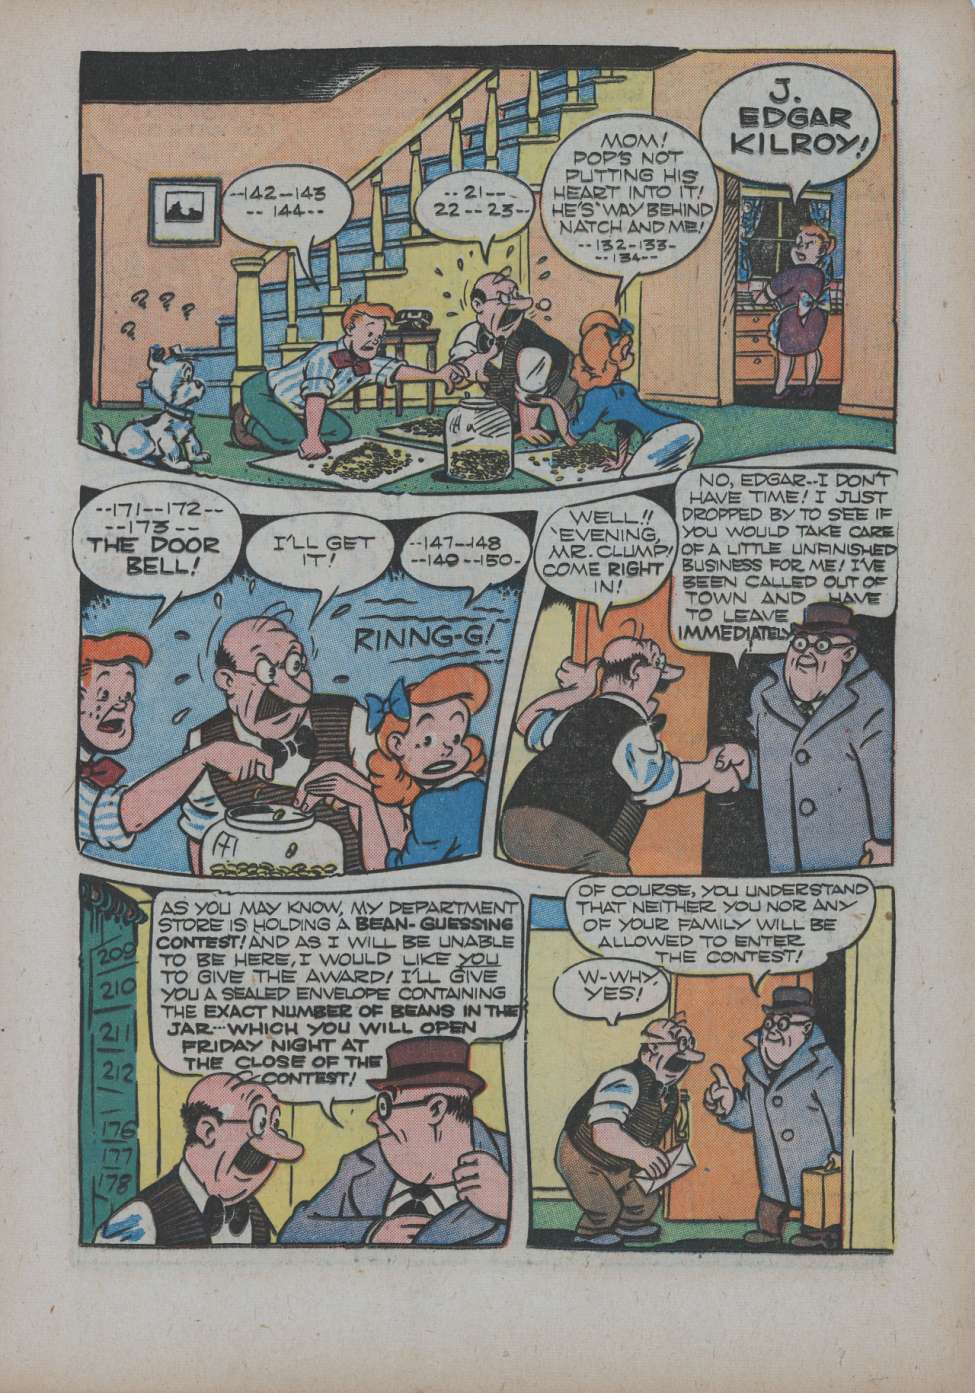 --142--143
-- 144--
-- 21 --
22 -- 23 --
MOM!
POP'S NOT
PUTTING HIS
HEART INTO IT!
HE'S WAY BEHIND
NATCH AND ME!
--132-133-
--134--
J.
EDGAR
KILROY!
? ? ?
?
--171--172--
--173--
THE DOOR
BELL!
I'LL GET
IT!
--147--148
--149--150-
RINNG-G!
WELL!!
'EVENING,
MR. CLUMP!
COME RIGHT
IN!
NO, EDGAR--I DON'T
HAVE TIME! I JUST
DROPPED BY TO SEE IF
YOU WOULD TAKE CARE
OF A LITTLE UNFINISHED
BUSINESS FOR ME! I'VE
BEEN CALLED OUT OF
TOWN AND HAVE
TO LEAVE
IMMEDIATELY
AS YOU MAY KNOW, MY DEPARTMENT
STORE IS HOLDING A BEAN-GUESSING
CONTEST! AND AS I WILL BE UNABLE
TO BE HERE, I WOULD LIKE YOU
TO GIVE THE AWARD! I'LL GIVE
YOU A SEALED ENVELOPE CONTAINING
THE EXACT NUMBER OF BEANS IN THE
JAR--WHICH YOU WILL OPEN
FRIDAY NIGHT AT
THE CLOSE OF THE
CONTEST!
209
210
211
212
176
177
178
OF COURSE, YOU UNDERSTAND
THAT NEITHER YOU NOR ANY
OF YOUR FAMILY WILL BE
ALLOWED TO ENTER
THE CONTEST!
W-WHY,
YES!